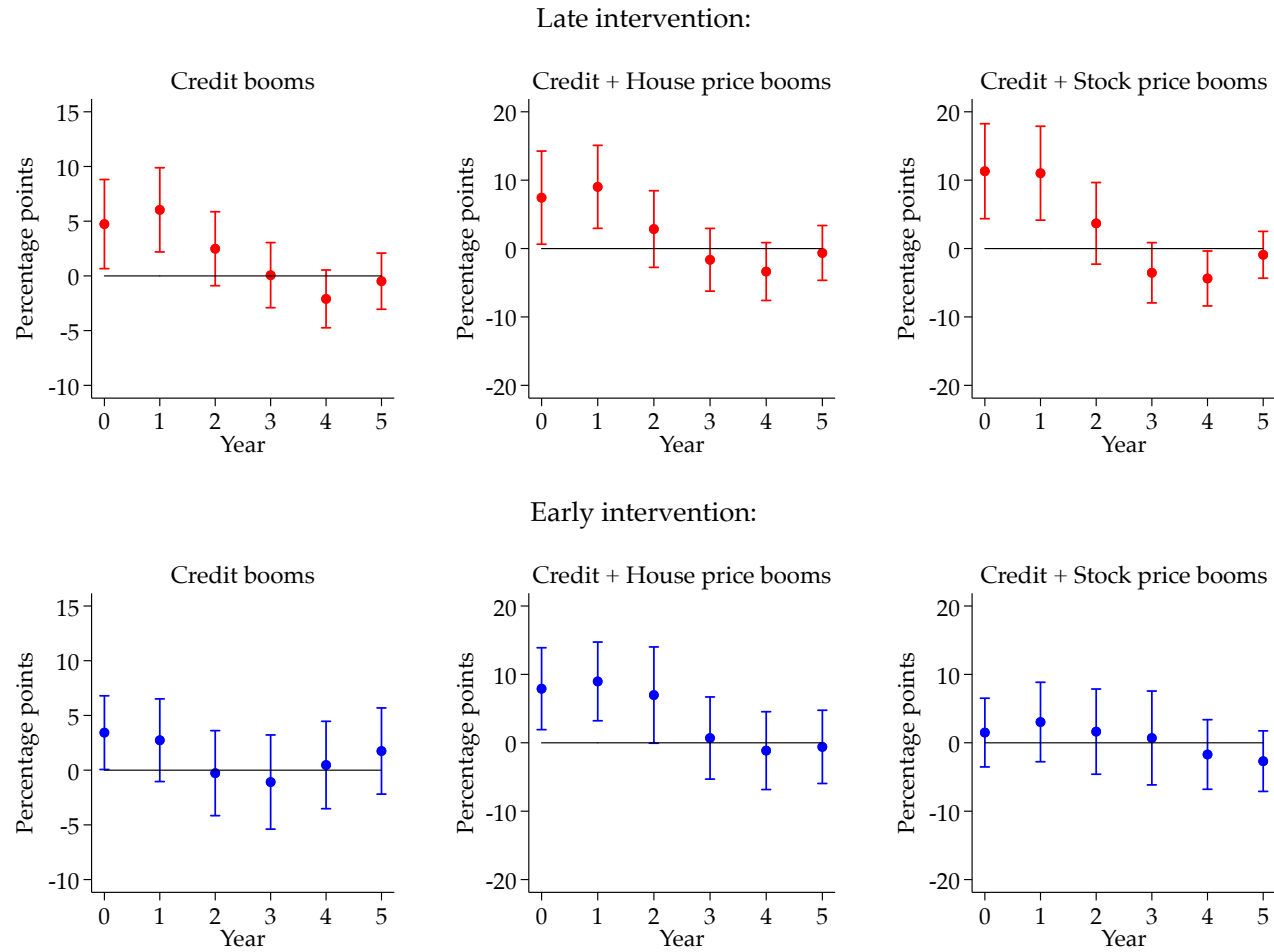 Late intervention:
Credit booms
Credit + House price booms
Credit + Stock price booms
Percentage points
15
10
5
0
-5
-10
0 1 2 3 4 5
Year
Percentage points
20
10
0
-10
-20
0 1 2 3 4 5
Year
Percentage points
20
10
0
-10
-20
0 1 2 3 4 5
Year
Early intervention:
Credit booms
Credit + House price booms
Credit + Stock price booms
Percentage points
15
10
5
0
-5
-10
0 1 2 3 4 5
Year
Percentage points
20
10
0
-10
-20
0 1 2 3 4 5
Year
Percentage points
20
10
0
-10
-20
0 1 2 3 4 5
Year